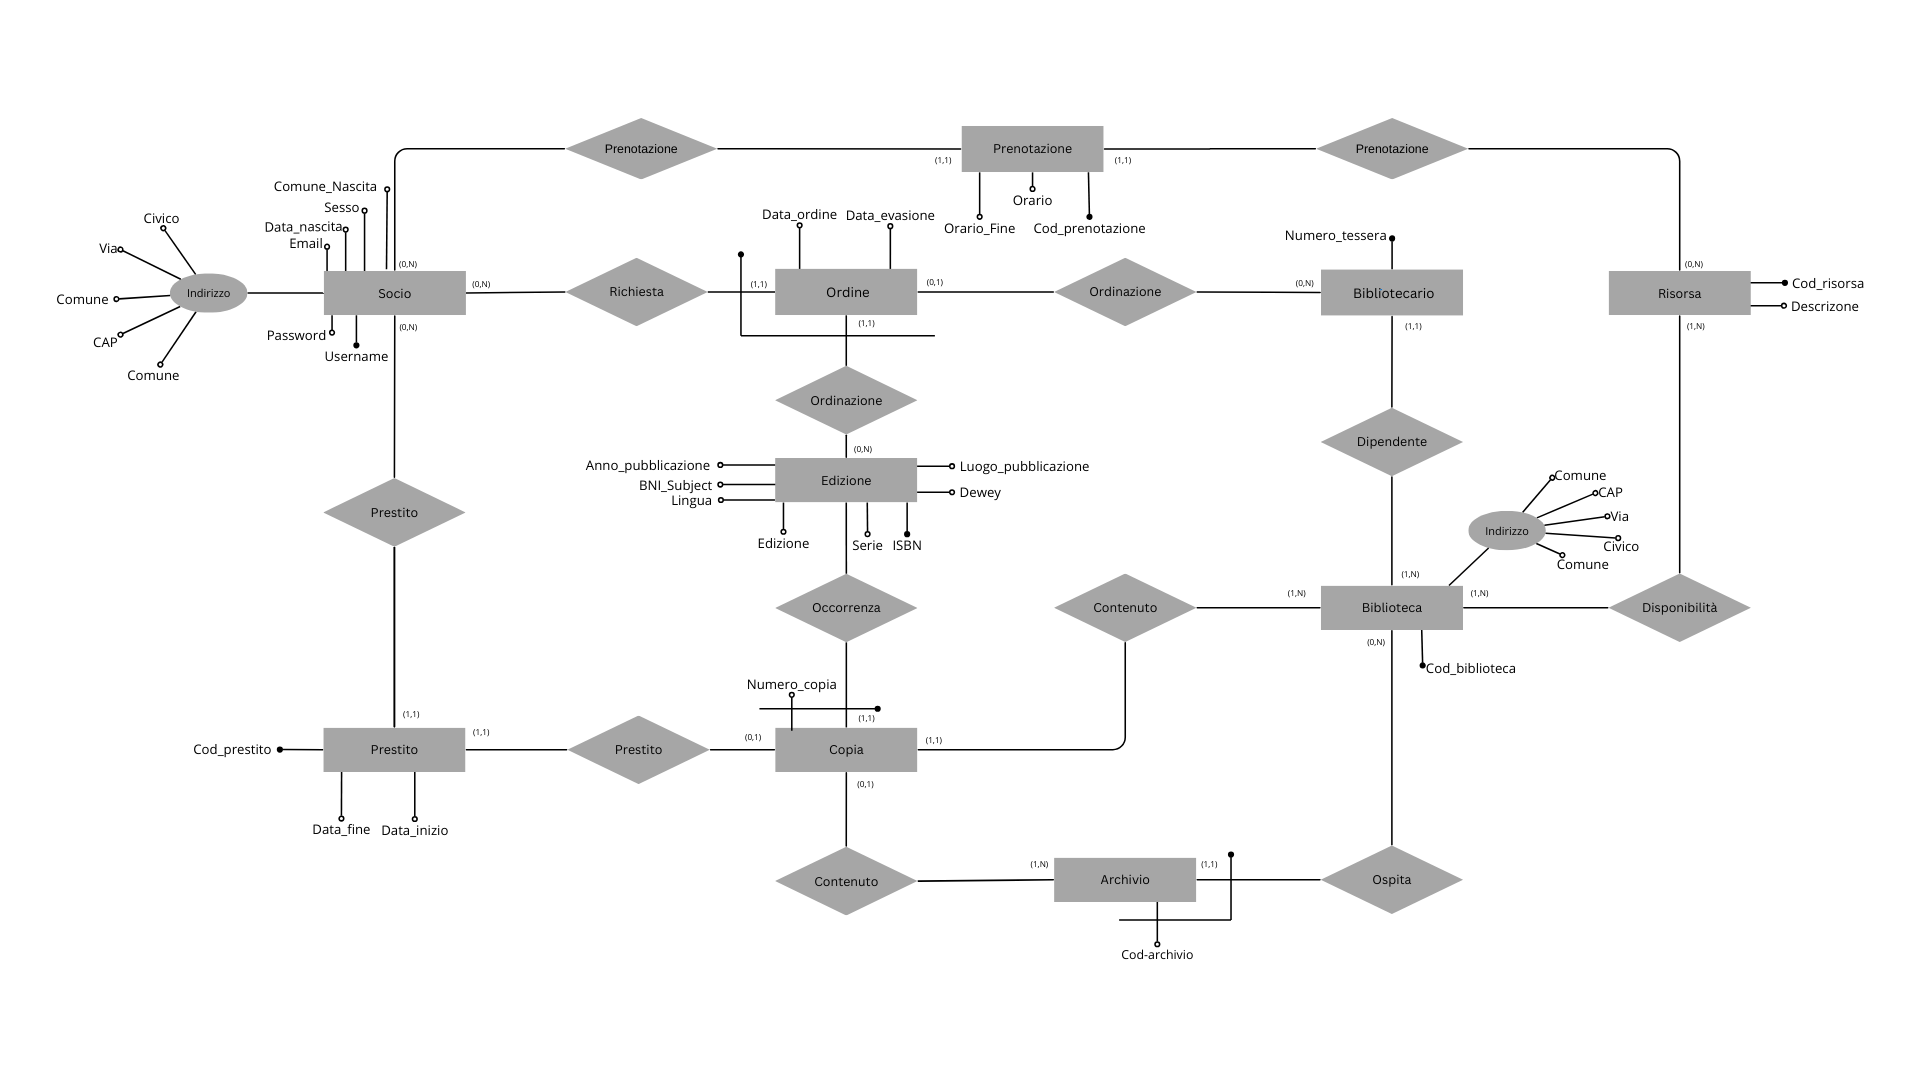 Prenotazione
Prenotazione
Prenotazione
(1,1)
(1,1)
Comune_Nascita
Orario
Sesso
Civico
Data_ordine
Data_evasione
Data_nascita
Orario_Fine
Cod_prenotazione
Email
Numero_tessera
Via
(0,N)
(0,N)
Indirizzo
Socio
(0,N)
Richiesta
(1,1)
Ordine
(0,1)
Ordinazione
(0,N)
Bibliotecario
Risorsa
Cod_risorsa
Comune
Descrizone
(0,N)
(1,1)
(1,1)
(1,N)
Password
CAP
Username
Comune
Ordinazione
Dipendente
(0,N)
Anno_pubblicazione
Luogo_pubblicazione
BNI_Subject
Edizione
Dewey
Lingua
Comune
CAP
Via
Prestito
Indirizzo
Civico
Edizione
Serie
ISBN
Comune
(1,N)
Occorrenza
Contenuto
(1,N)
Biblioteca
(1,N)
Disponibilità
(0,N)
Cod_biblioteca
Numero_copia
(1,1)
(1,1)
(1,1)
(0,1)
(1,1)
Cod_prestito
Prestito
Prestito
Copia
(0,1)
Data_fine
Data_inizio
(1,N)
(1,1)
Contenuto
Archivio
Ospita
Cod-archivio